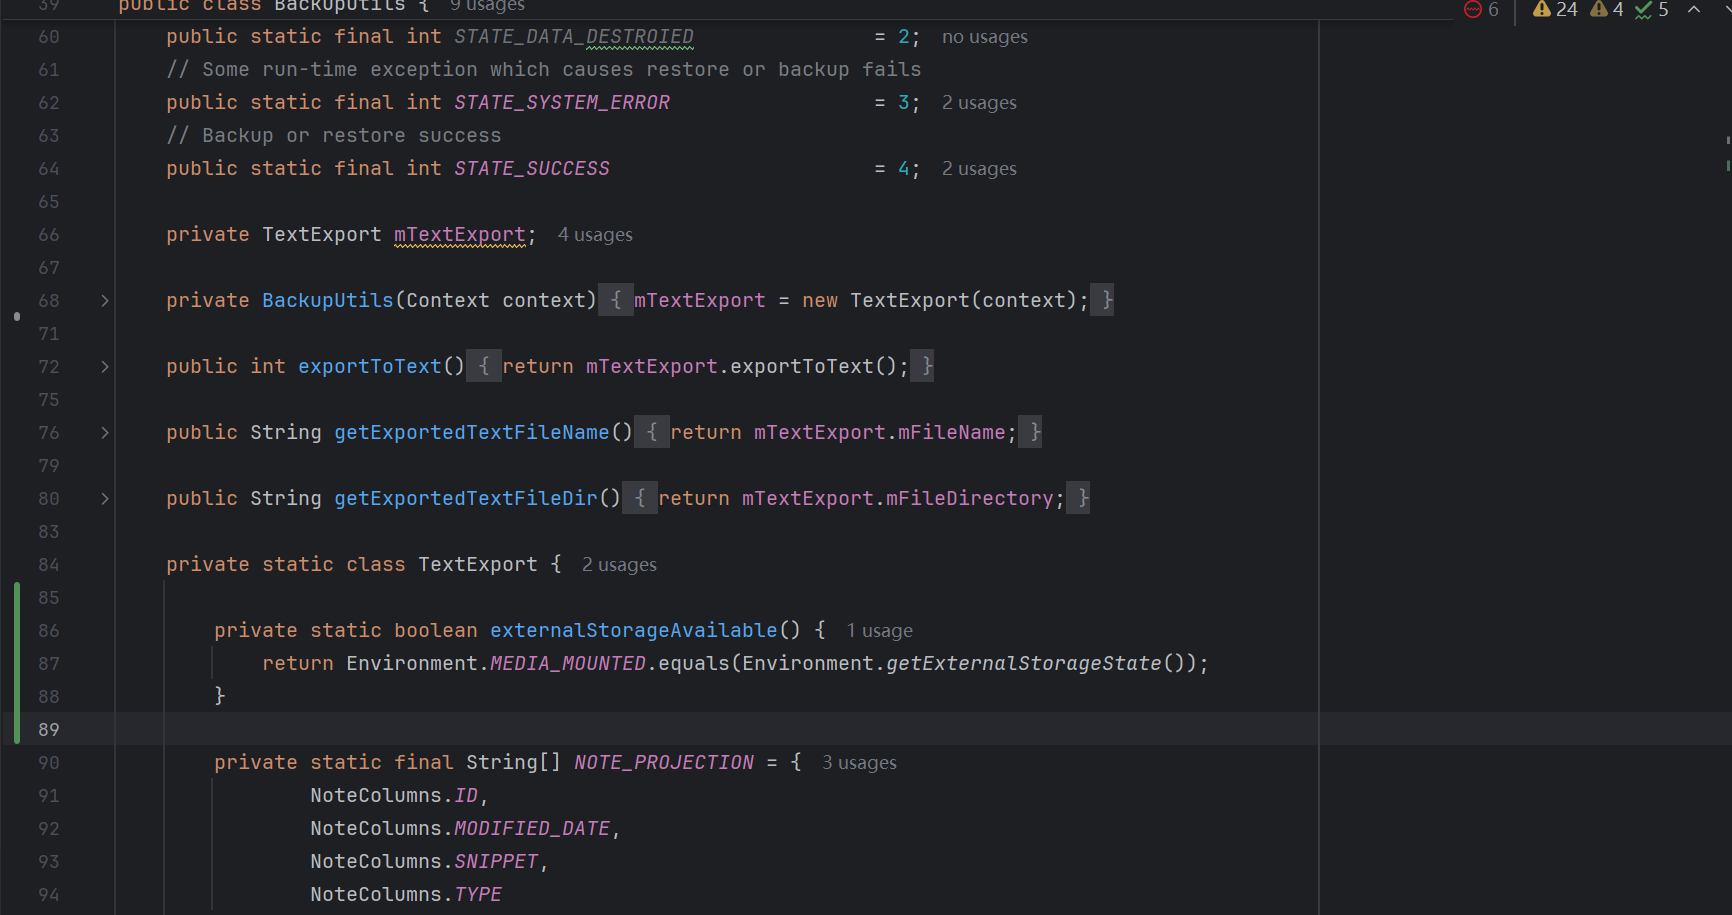 39 public class BackupUtils { 9 usages 6 24 4 5
60 public static final int STATE_DATA_DESTROIED = 2; no usages
61 // Some run-time exception which causes restore or backup fails
62 public static final int STATE_SYSTEM_ERROR = 3; 2 usages
63 // Backup or restore success
64 public static final int STATE_SUCCESS = 4; 2 usages
65
66 private TextExport mTextExport; 4 usages
67
68 private BackupUtils(Context context) { mTextExport = new TextExport(context); }
71
72 public int exportToText() { return mTextExport.exportToText(); }
75
76 public String getExportedTextFileName() { return mTextExport.mFileName; }
79
80 public String getExportedTextFileDir() { return mTextExport.mFileDirectory; }
83
84 private static class TextExport { 2 usages
85
86 private static boolean externalStorageAvailable() { 1 usage
87 return Environment.MEDIA_MOUNTED.equals(Environment.getExternalStorageState());
88 }
89
90 private static final String[] NOTE_PROJECTION = { 3 usages
91 NoteColumns.ID,
92 NoteColumns.MODIFIED_DATE,
93 NoteColumns.SNIPPET,
94 NoteColumns.TYPE